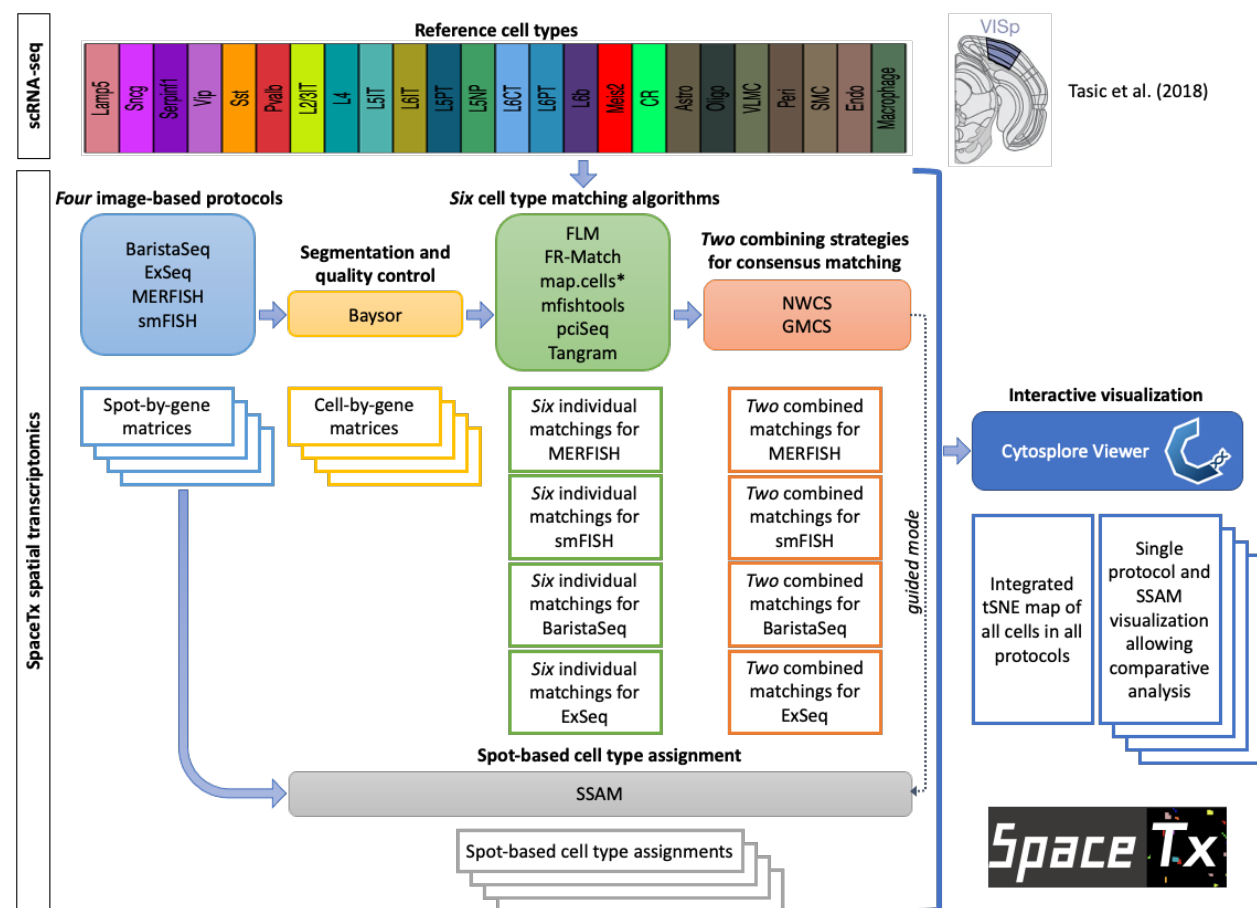 scRNA-seq
Reference cell types
Lamp5
Sncg
Serpinf1
Vip
Sst
Pvalb
L2/3IT
L4
L5IT
L6IT
L5PT
L5NP
L6CT
L6PT
L6b
Meis2
CR
Astro
Oligo
VLMC
Peri
SMC
Endo
Macrophage
VISp
Tasic et al. (2018)
SpaceTx spatial transcriptomics
Four image-based protocols
BaristaSeq
ExSeq
MERFISH
smFISH
Segmentation and
quality control
Baysor
Six cell type matching algorithms
FLM
FR-Match
map.cells*
mfishtools
pciSeq
Tangram
Two combining strategies
for consensus matching
NWCS
GMCS
Spot-by-gene
matrices
Cell-by-gene
matrices
Six individual
matchings for
MERFISH
Six individual
matchings for
smFISH
Six individual
matchings for
BaristaSeq
Six individual
matchings for
ExSeq
Two combined
matchings for
MERFISH
Two combined
matchings for
smFISH
Two combined
matchings for
BaristaSeq
Two combined
matchings for
ExSeq
guided mode
Spot-based cell type assignment
SSAM
Spot-based cell type assignments
Interactive visualization
Cytosplore Viewer
Integrated
tSNE map of
all cells in all
protocols
Single
protocol and
SSAM
visualization
allowing
comparative
analysis
Space Tx